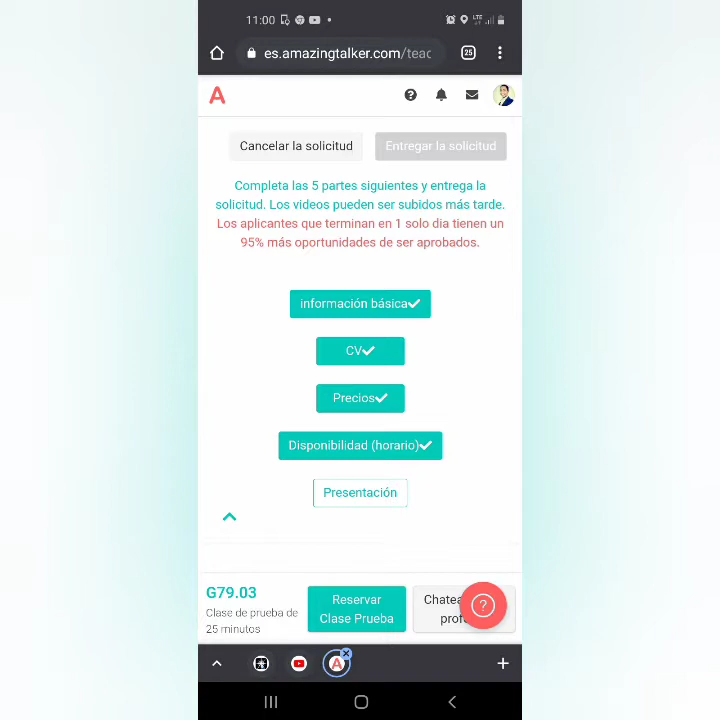 11:00
LTE
es.amazingtalker.com/teac
25
Cancelar la solicitud
Entregar la solicitud
Completa las 5 partes siguientes y entrega la
solicitud. Los videos pueden ser subidos más tarde.
Los aplicantes que terminan en 1 solo dia tienen un
95% más oportunidades de ser aprobados.
información básica
CV
Precios
Disponibilidad (horario)
Presentación
G79.03
Clase de prueba de
25 minutos
Reservar
Clase Prueba
Chatea
prof